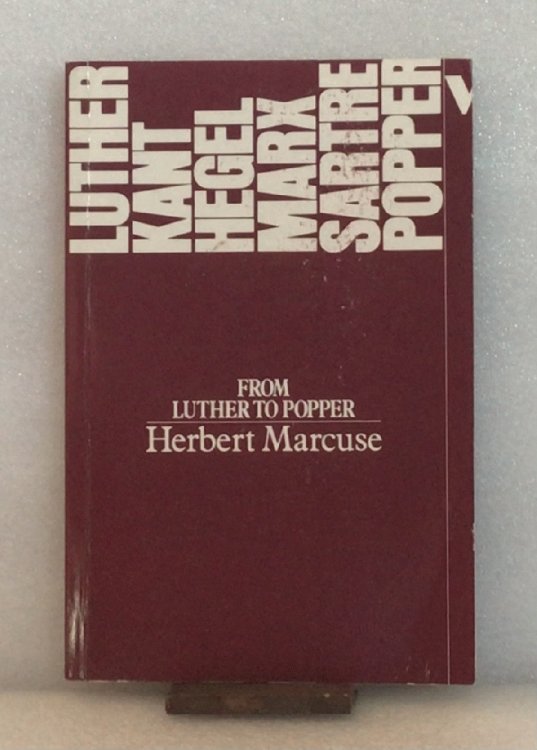 LUTHER
KANT
HEGEL
MARX
SARTRE
POPPER
V
FROM
LUTHER TO POPPER
Herbert Marcuse